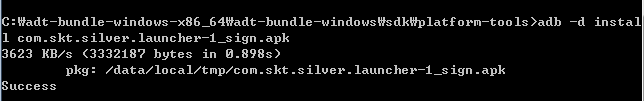 C:₩adt-bundle-windows-x86_64₩adt-bundle-windows₩sdk₩platform-tools>adb -d instal
l com.skt.silver.launcher-1_sign.apk
3623 KB/s (3332187 bytes in 0.898s)
        pkg: /data/local/tmp/com.skt.silver.launcher-1_sign.apk
Success